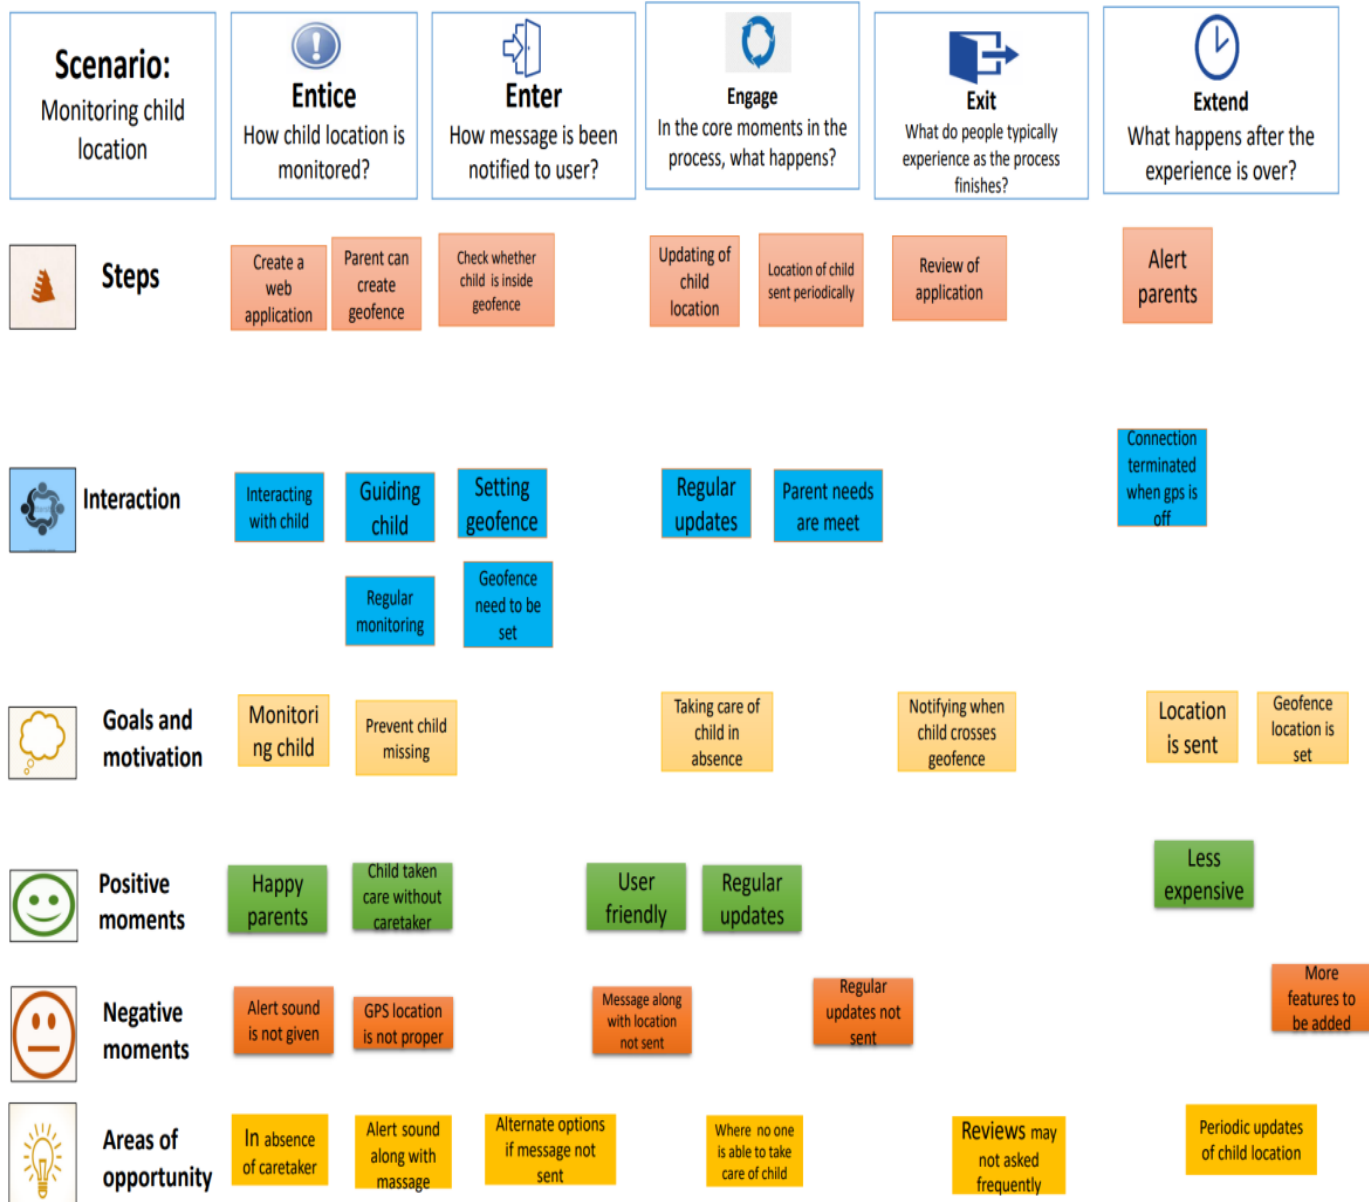 Scenario:
Monitoring child
location
Entice
How child location is
monitored?
Enter
How message is been
notified to user?
Engage
In the core moments in the
process, what happens?
Exit
What do people typically
experience as the process
finishes?
Extend
What happens after the
experience is over?
Steps
Create a
web
application
Parent can
create
geofence
Check whether
child is inside
geofence
Updating of
child
location
Location of child
sent periodically
Review of
application
Alert
parents
Interaction
Interacting
with child
Guiding
child
Setting
geofence
Regular
updates
Parent needs
are meet
Connection
terminated
when gps is
off
Regular
monitoring
Geofence
need to be
set
Goals and
motivation
Monitori
ng child
Prevent child
missing
Taking care of
child in
absence
Notifying when
child crosses
geofence
Location
is sent
Geofence
location is
set
Positive
moments
Happy
parents
Child taken
care without
caretaker
User
friendly
Regular
updates
Less
expensive
Negative
moments
Alert sound
is not given
GPS location
is not proper
Message along
with location
not sent
Regular
updates not
sent
More
features to
be added
Areas of
opportunity
In absence
of caretaker
Alert sound
along with
massage
Alternate options
if message not
sent
Where no one
is able to take
care of child
Reviews may
not asked
frequently
Periodic updates
of child location